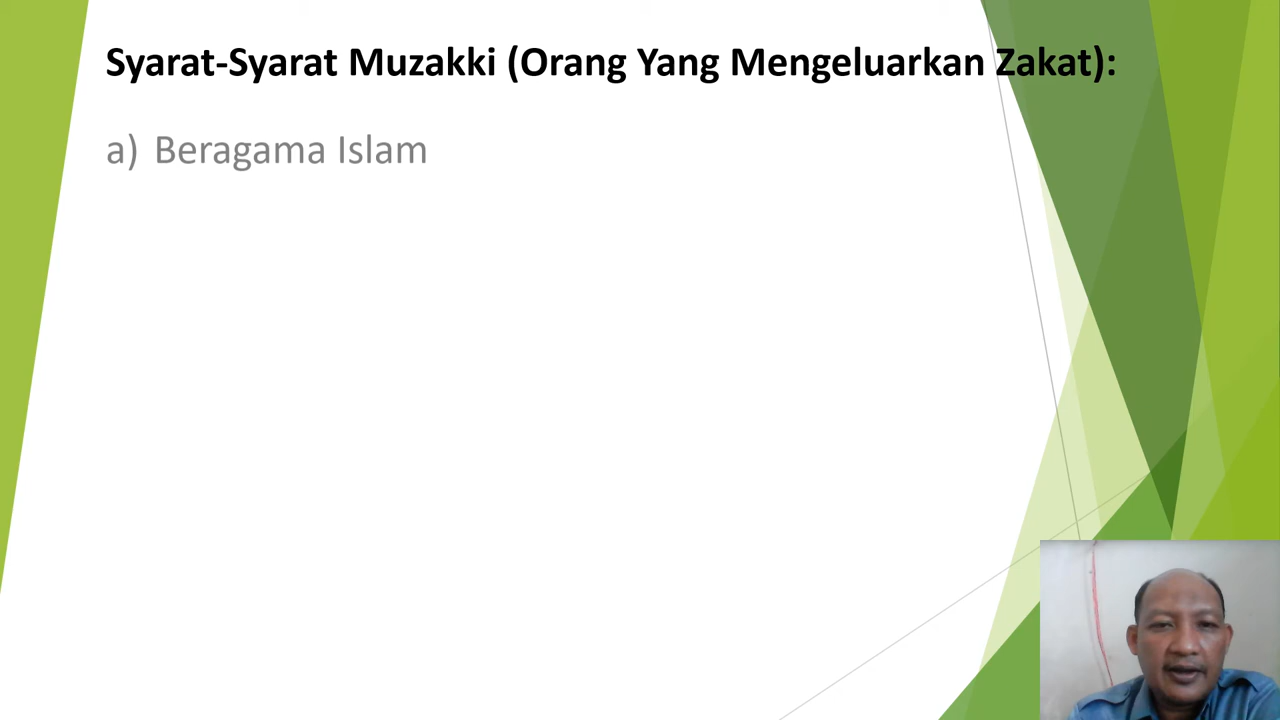 Syarat-Syarat Muzakki (Orang Yang Mengeluarkan Zakat):
a) Beragama Islam